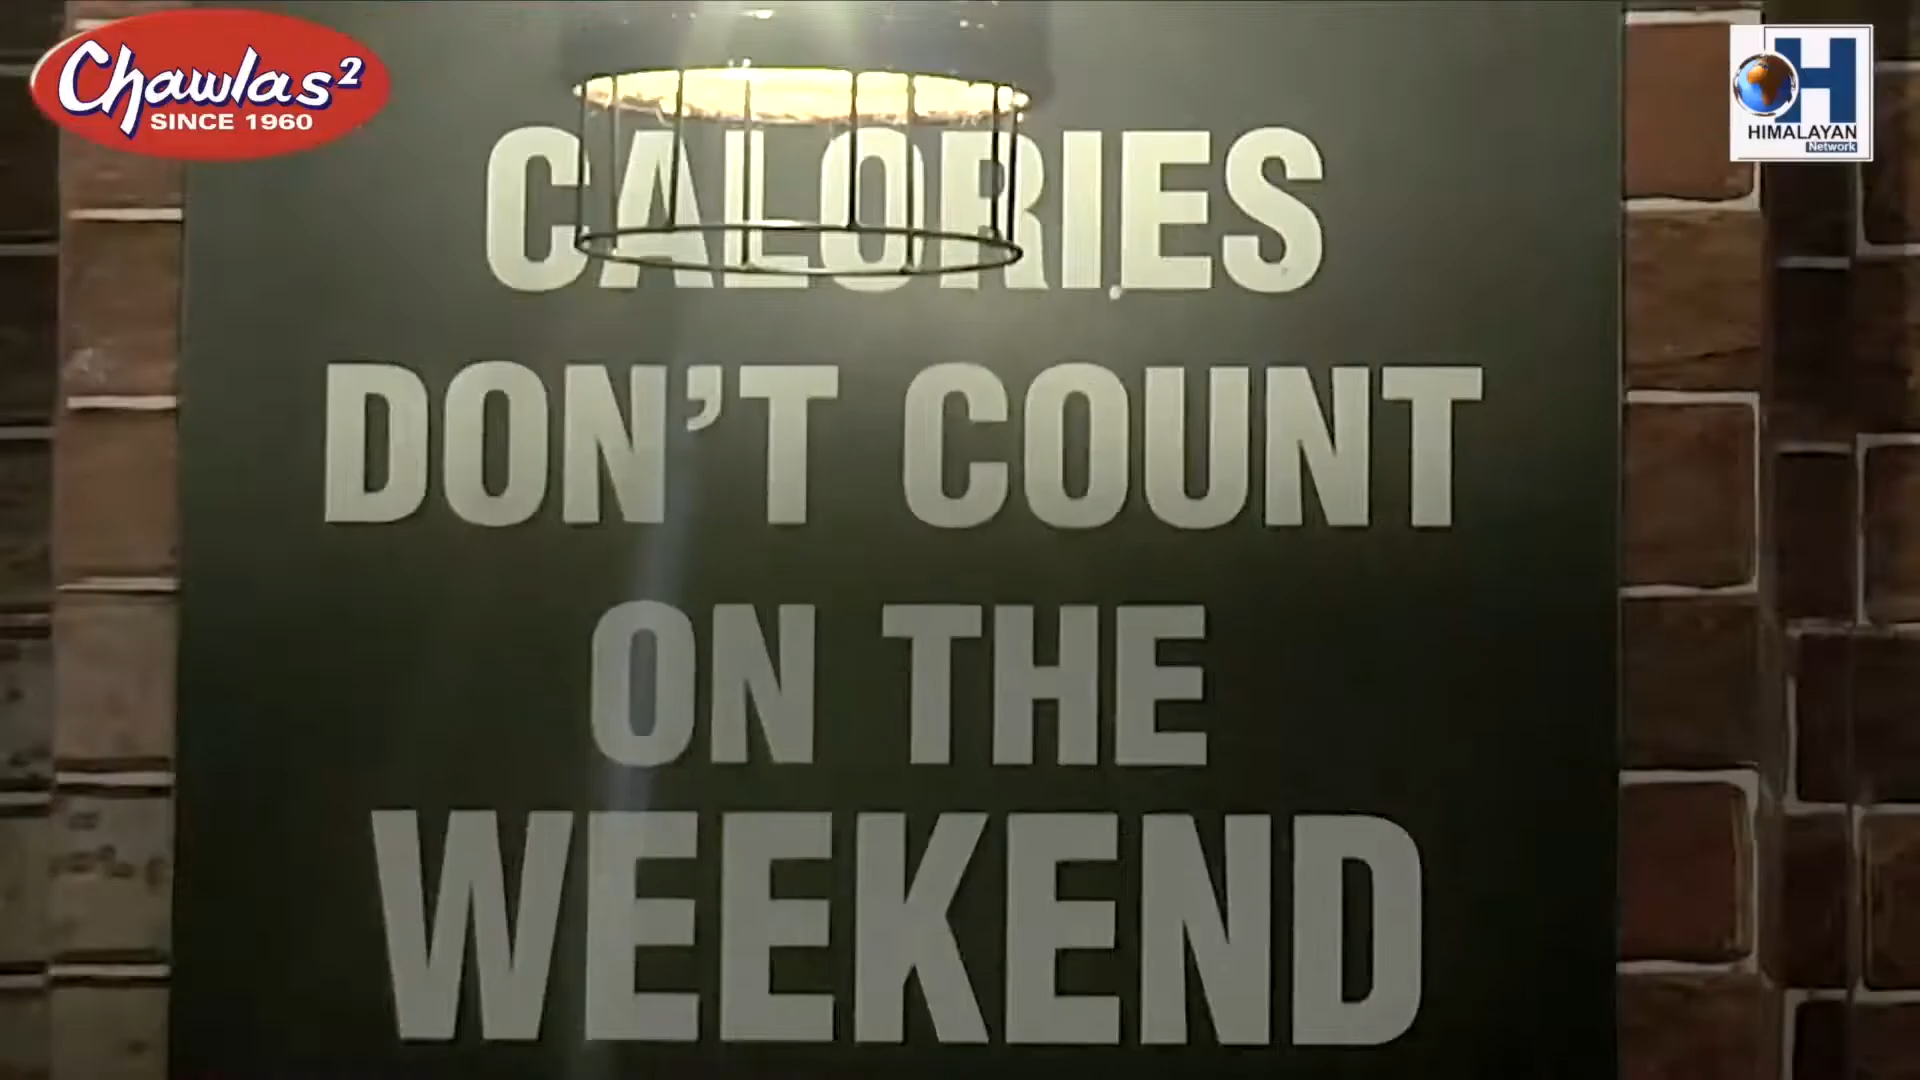 Chawlas²
SINCE 1960
HIMALAYAN
Network
CALORIES
DON'T COUNT
ON THE
WEEKEND